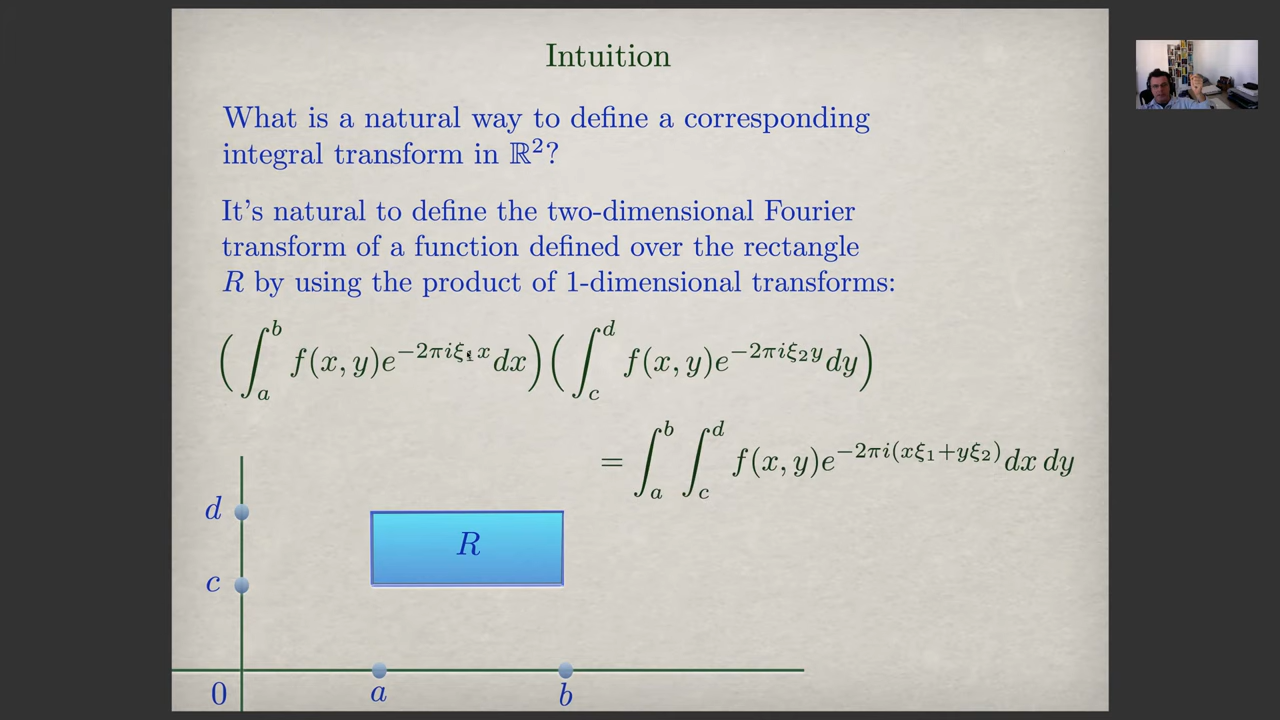 Intuition
What is a natural way to define a corresponding
integral transform in ℝ²?
It's natural to define the two-dimensional Fourier
transform of a function defined over the rectangle
R by using the product of 1-dimensional transforms:
(∫_a^b f(x, y)e^{−2πiξ₁x} dx)(∫_c^d f(x, y)e^{−2πiξ₂y} dy)
= ∫_a^b ∫_c^d f(x, y)e^{−2πi(xξ₁+yξ₂)} dx dy
d
R
c
0 a b